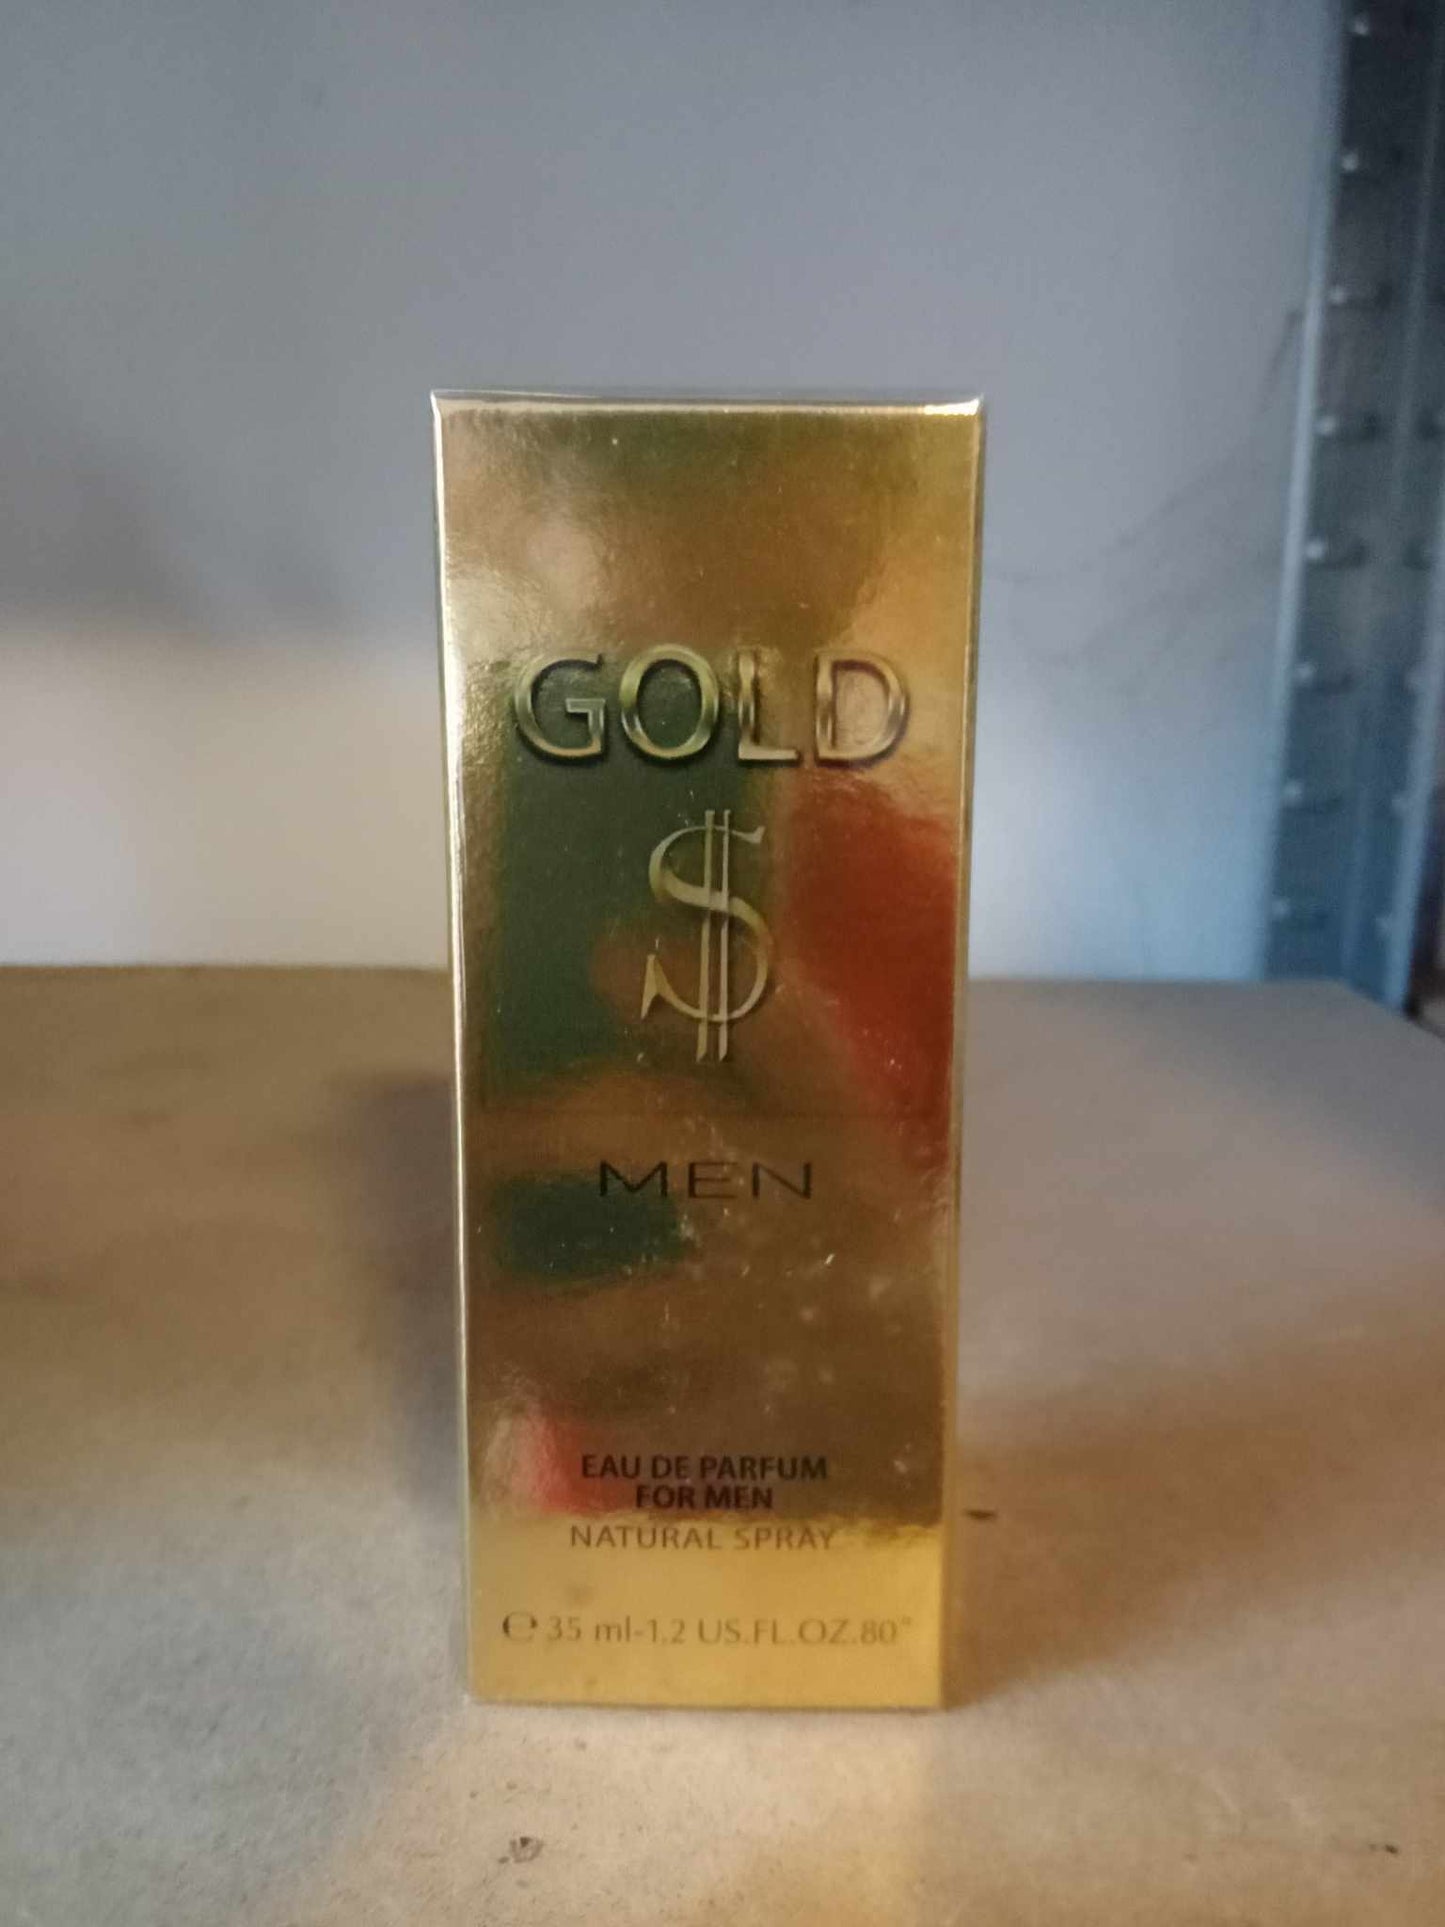 GOLD
$
MEN
EAU DE PARFUM
FOR MEN
NATURAL SPRAY
℮ 35 ml-1.2 US.FL.OZ.80°